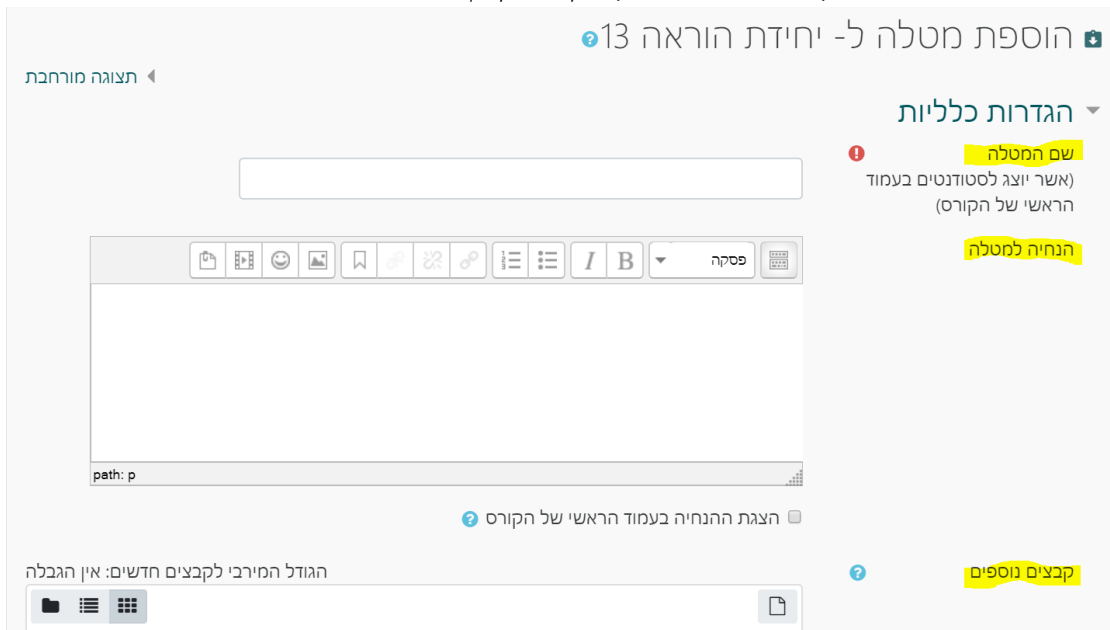 הוספת מטלה ל- יחידת הוראה 13
תצוגה מורחבת
הגדרות כלליות
שם המטלה
(אשר יוצג לסטודנטים בעמוד
הראשי של הקורס)
הנחיה למטלה
פסקה B I
path: p
הצגת ההנחיה בעמוד הראשי של הקורס
קבצים נוספים
הגודל המירבי לקבצים חדשים: אין הגבלה